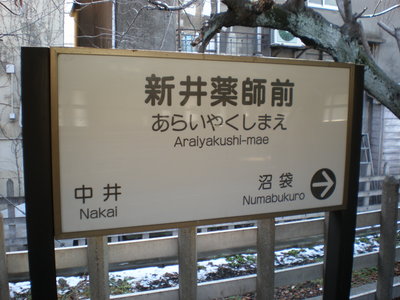 新井薬師前
あらいやくしまえ
Araiyakushi-mae
中井 沼袋
Nakai Numabukuro